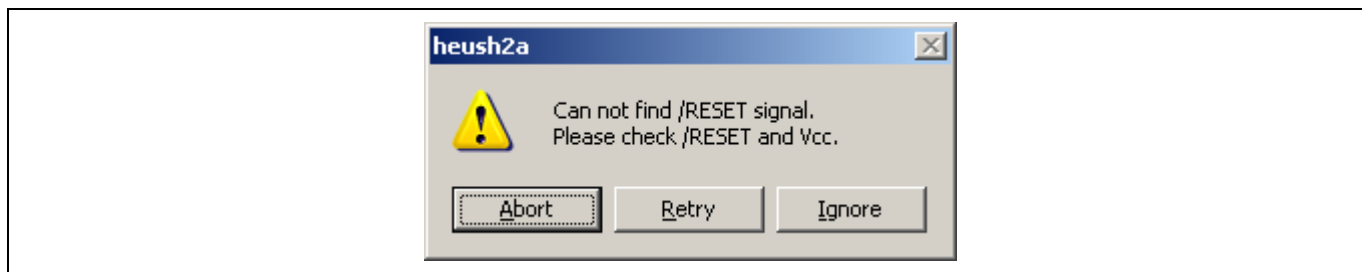 heush2a
Can not find /RESET signal.
Please check /RESET and Vcc.
Abort
Retry
Ignore